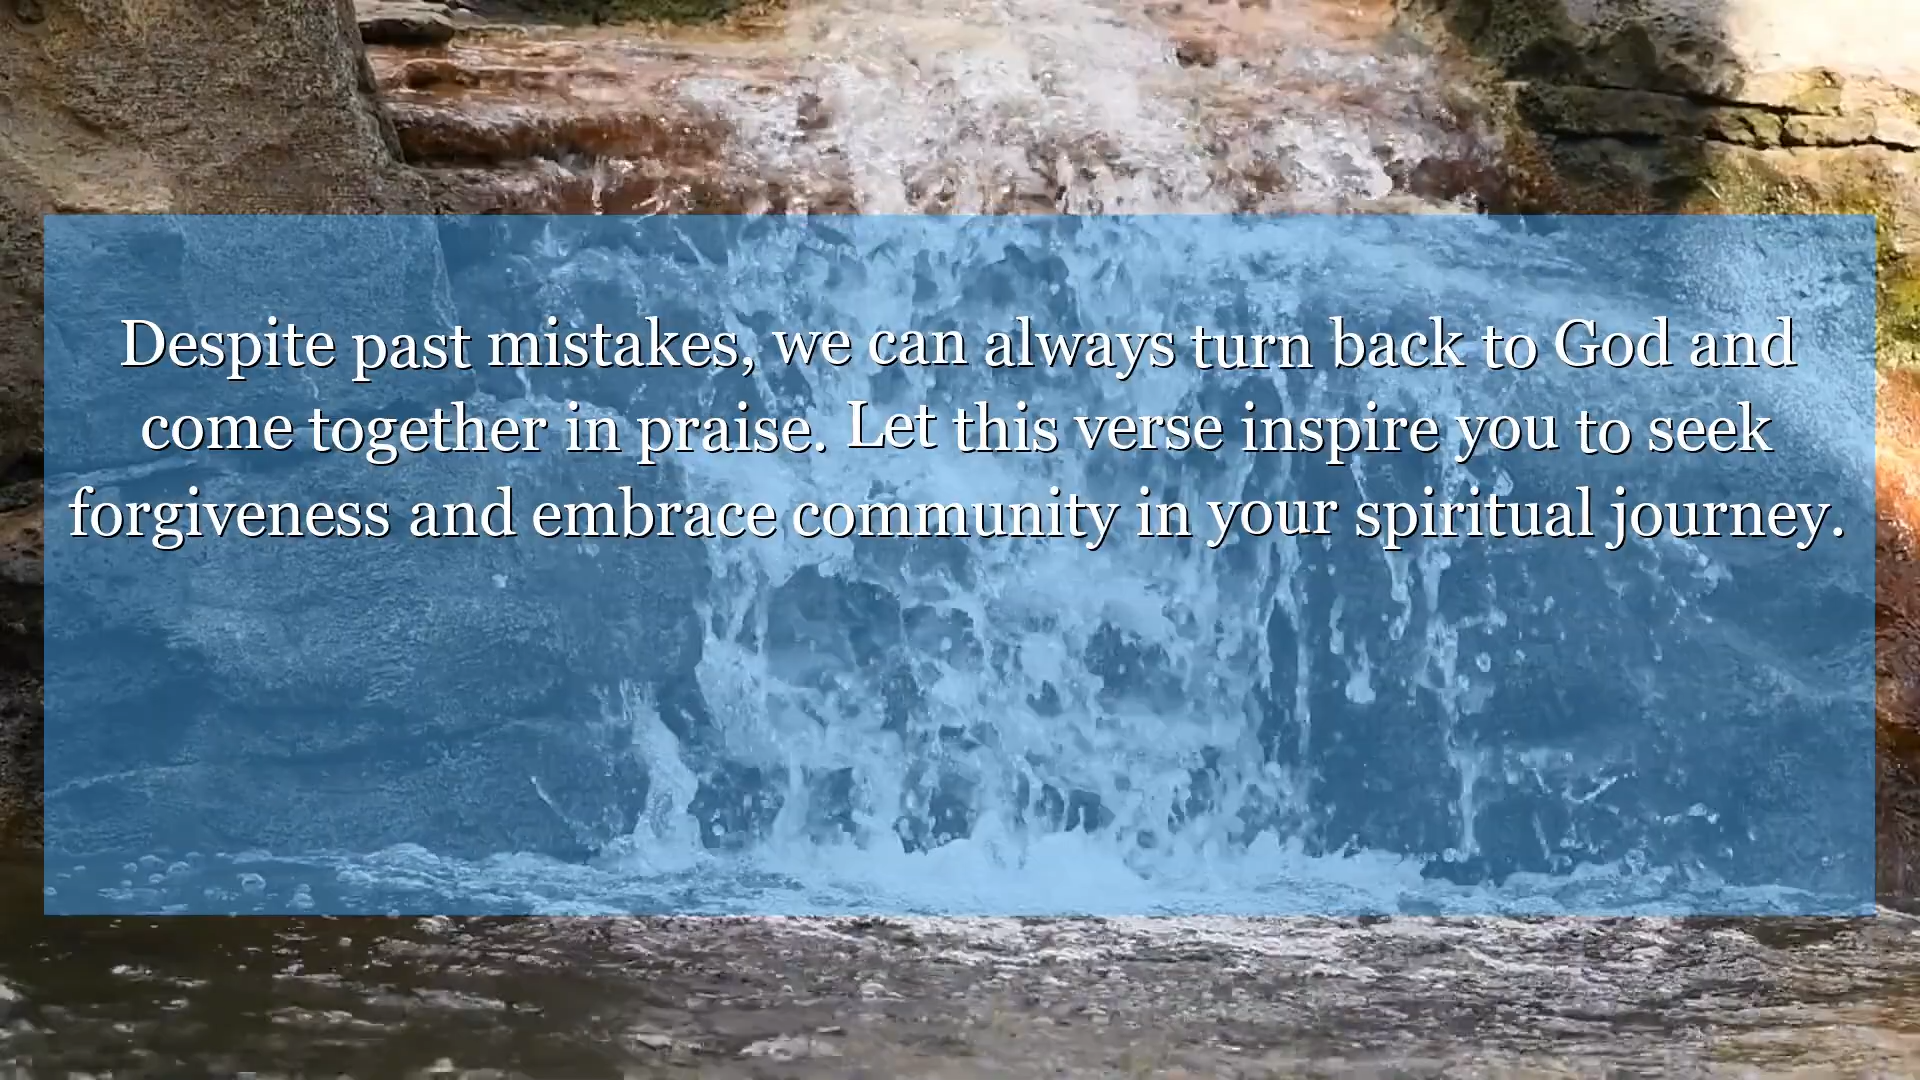 Despite past mistakes, we can always turn back to God and
come together in praise. Let this verse inspire you to seek
forgiveness and embrace community in your spiritual journey.